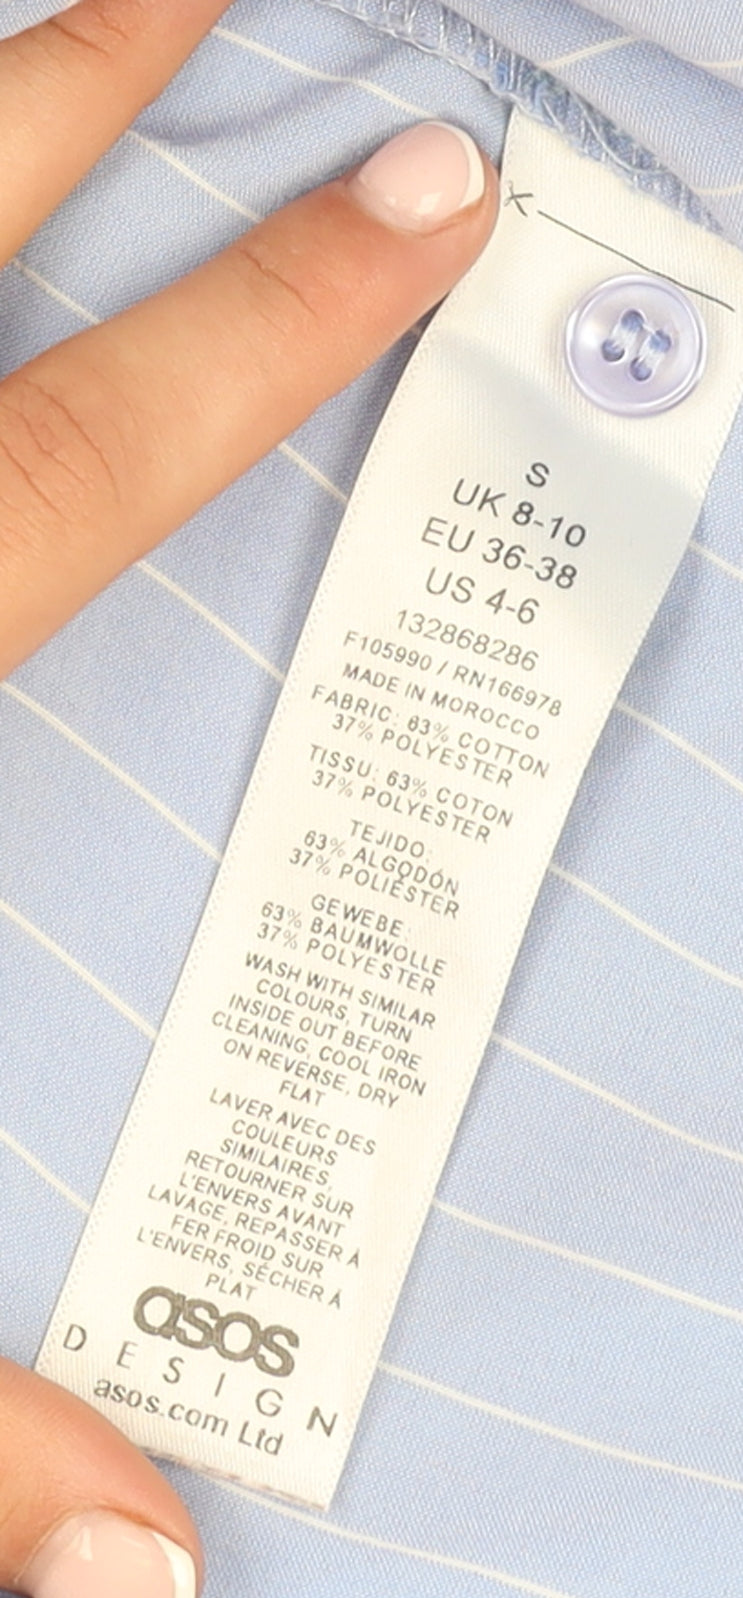 S
UK 8-10
EU 36-38
US 4-6
132868286
F105990 / RN166978
MADE IN MOROCCO
FABRIC: 63% COTTON
37% POLYESTER
TISSU: 63% COTON
37% POLYESTER
TEJIDO:
63% ALGODÓN
37% POLIÉSTER
GEWEBE:
63% BAUMWOLLE
37% POLYESTER
WASH WITH SIMILAR
COLOURS, TURN
INSIDE OUT BEFORE
CLEANING, COOL IRON
ON REVERSE, DRY
FLAT
LAVER AVEC DES
COULEURS
SIMILAIRES,
RETOURNER SUR
L'ENVERS AVANT
LAVAGE, REPASSER À
FER FROID SUR
L'ENVERS, SÉCHER À
PLAT
asos
DESIGN
asos.com Ltd